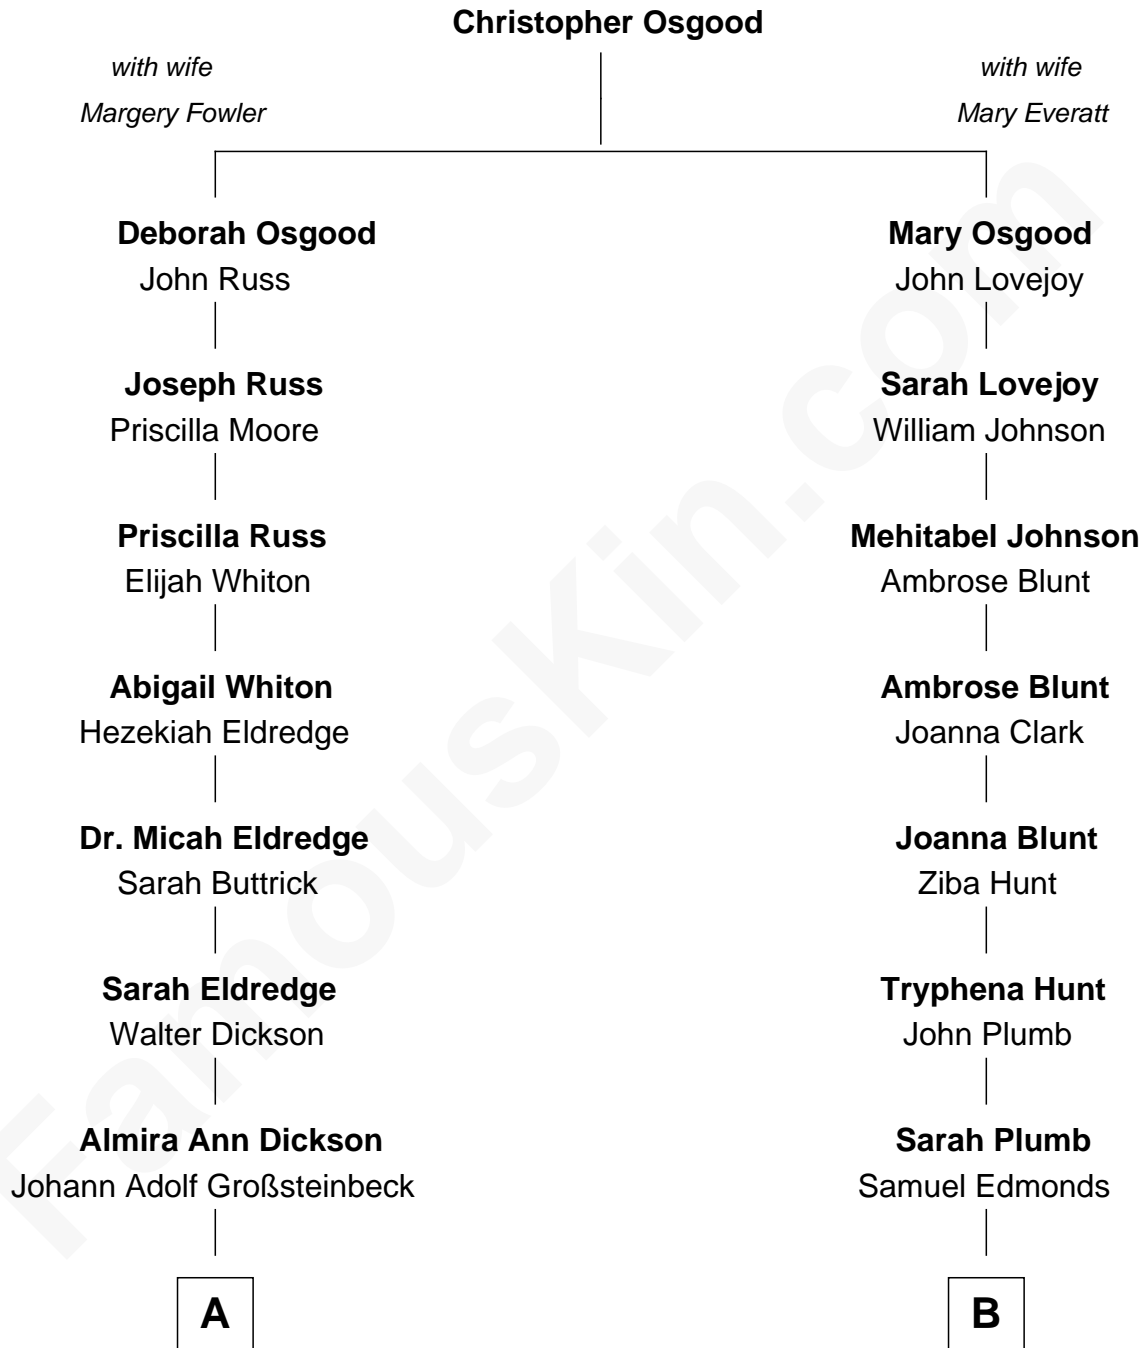 Christopher Osgood
with wife
Margery Fowler
with wife
Mary Everatt
Deborah Osgood
John Russ
Mary Osgood
John Lovejoy
Joseph Russ
Priscilla Moore
Sarah Lovejoy
William Johnson
Priscilla Russ
Elijah Whiton
Mehitabel Johnson
Ambrose Blunt
Abigail Whiton
Hezekiah Eldredge
Ambrose Blunt
Joanna Clark
Dr. Micah Eldredge
Sarah Buttrick
Joanna Blunt
Ziba Hunt
Sarah Eldredge
Walter Dickson
Tryphena Hunt
John Plumb
Almira Ann Dickson
Johann Adolf Großsteinbeck
Sarah Plumb
Samuel Edmonds
A
B
FamousKin.com